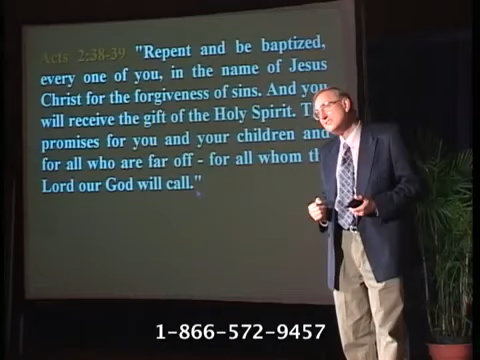 Acts 2:38-39 "Repent and be baptized,
every one of you, in the name of Jesus
Christ for the forgiveness of sins. And you
will receive the gift of the Holy Spirit. T
promises for you and your children and
for all who are far off - for all whom th
Lord our God will call."
1-866-572-9457